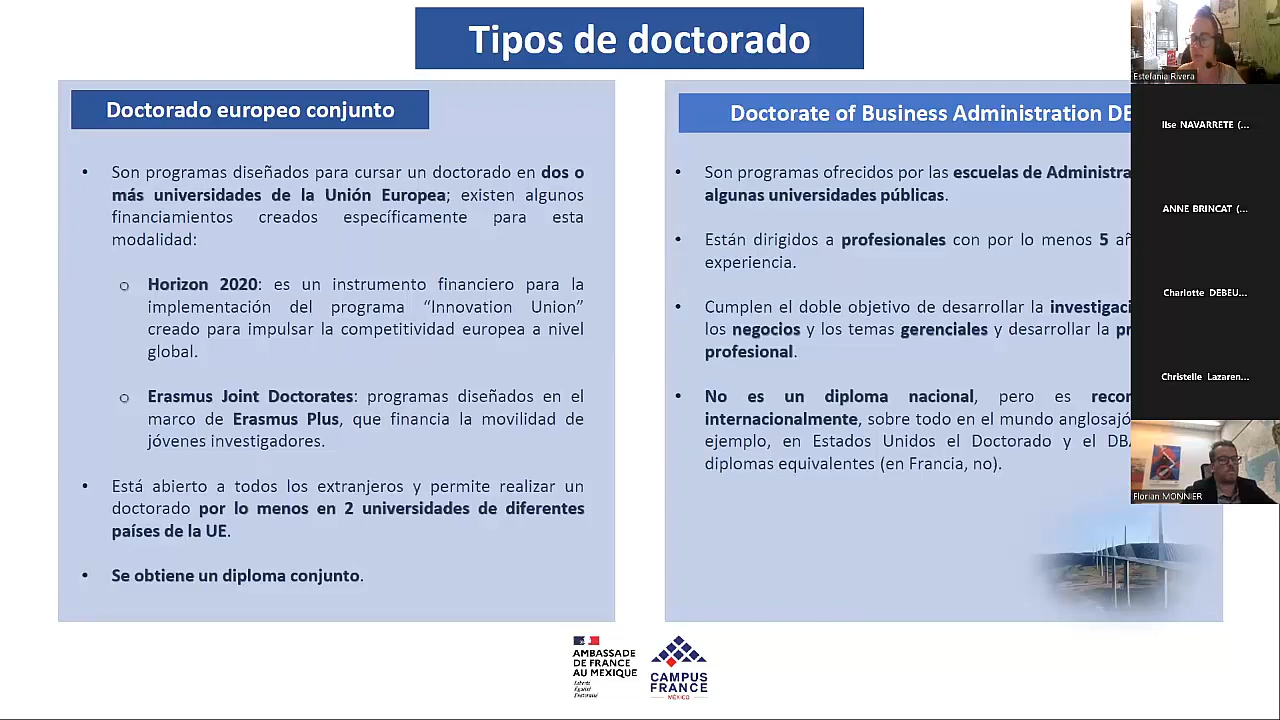 Tipos de doctorado
Doctorado europeo conjunto
• Son programas diseñados para cursar un doctorado en dos o
más universidades de la Unión Europea; existen algunos
financiamientos creados específicamente para esta
modalidad:
o Horizon 2020: es un instrumento financiero para la
implementación del programa “Innovation Union”
creado para impulsar la competitividad europea a nivel
global.
o Erasmus Joint Doctorates: programas diseñados en el
marco de Erasmus Plus, que financia la movilidad de
jóvenes investigadores.
• Está abierto a todos los extranjeros y permite realizar un
doctorado por lo menos en 2 universidades de diferentes
países de la UE.
• Se obtiene un diploma conjunto.
Doctorate of Business Administration
• Son programas ofrecidos por las escuelas de
algunas universidades públicas.
• Están dirigidos a profesionales con por lo menos 5
experiencia.
• Cumplen el doble objetivo de desarrollar la
los negocios y los temas gerenciales y desarrollar la
profesional.
• No es un diploma nacional, pero es
internacionalmente, sobre todo en el mundo
ejemplo, en Estados Unidos el Doctorado y el
diplomas equivalentes (en Francia, no).
Estefania Rivera
Ilse NAVARRETE (...
ANNE BRINCAT (...
Charlotte DEBEU...
Christelle Lazaren...
Florian MONNIER
AMBASSADE
DE FRANCE
AU MEXIQUE
Liberté
Égalité
Fraternité
CAMPUS
FRANCE
MEXICO